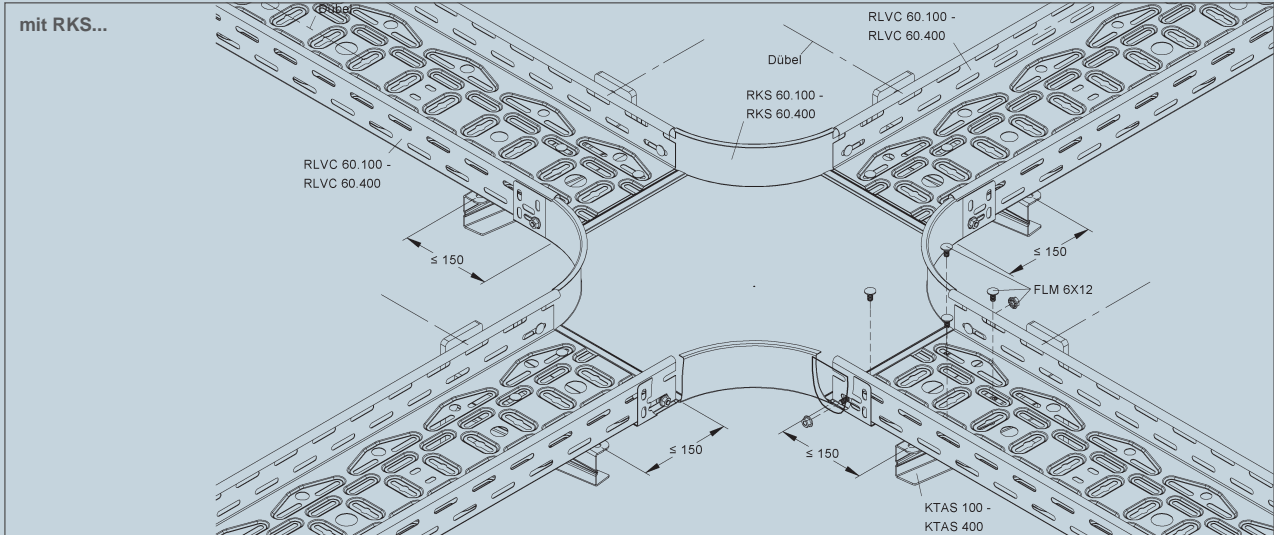 mit RKS...
Dübel
RLVC 60.100 -
RLVC 60.400
Dübel
RKS 60.100 -
RKS 60.400
RLVC 60.100 -
RLVC 60.400
≤ 150
≤ 150
FLM 6X12
≤ 150
≤ 150
KTAS 100 -
KTAS 400